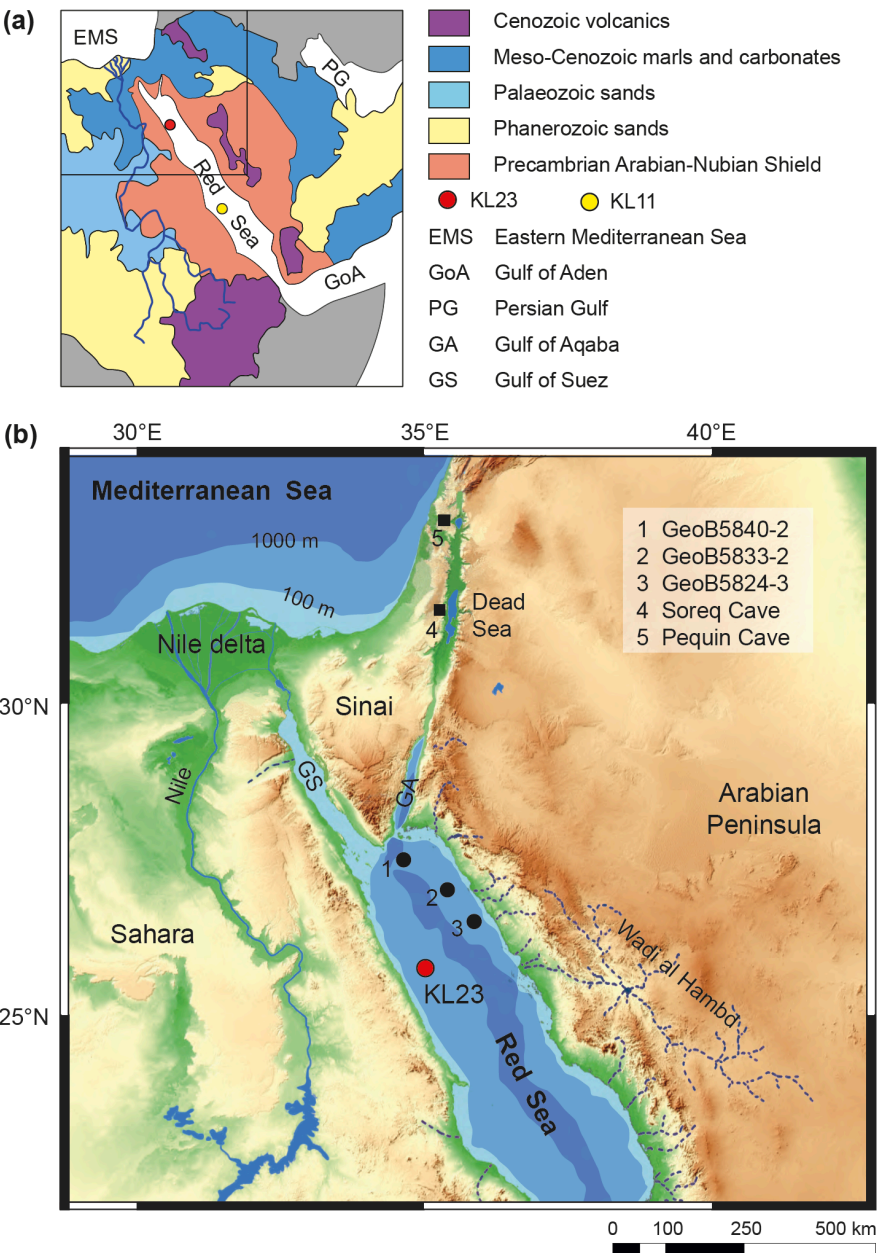 (a)
EMS
PG
Red
Sea
GoA
Cenozoic volcanics
Meso-Cenozoic marls and carbonates
Palaeozoic sands
Phanerozoic sands
Precambrian Arabian-Nubian Shield
KL23 KL11
EMS Eastern Mediterranean Sea
GoA Gulf of Aden
PG Persian Gulf
GA Gulf of Aqaba
GS Gulf of Suez
(b)
30°E 35°E 40°E
Mediterranean Sea
1000 m
100 m
5
4
Dead
Sea
1 GeoB5840-2
2 GeoB5833-2
3 GeoB5824-3
4 Soreq Cave
5 Pequin Cave
Nile delta
30°N
Sinai
Nile
GS
GA
Arabian
Peninsula
1
2
3
Sahara
KL23
Wadi al Hambd
25°N
Red Sea
0 100 250 500 km